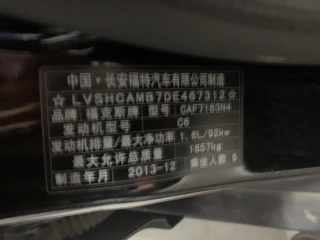 中国·长安福特汽车有限公司制造
☆LVSHCAMB7DE467312☆
品牌 福克斯牌 型号 CAF7163N4
发动机型号 C6
发动机排量/最大净功率 1.6L/92kw
最大允许总质量 1657kg
制造年月 2013-12 乘坐人数 5